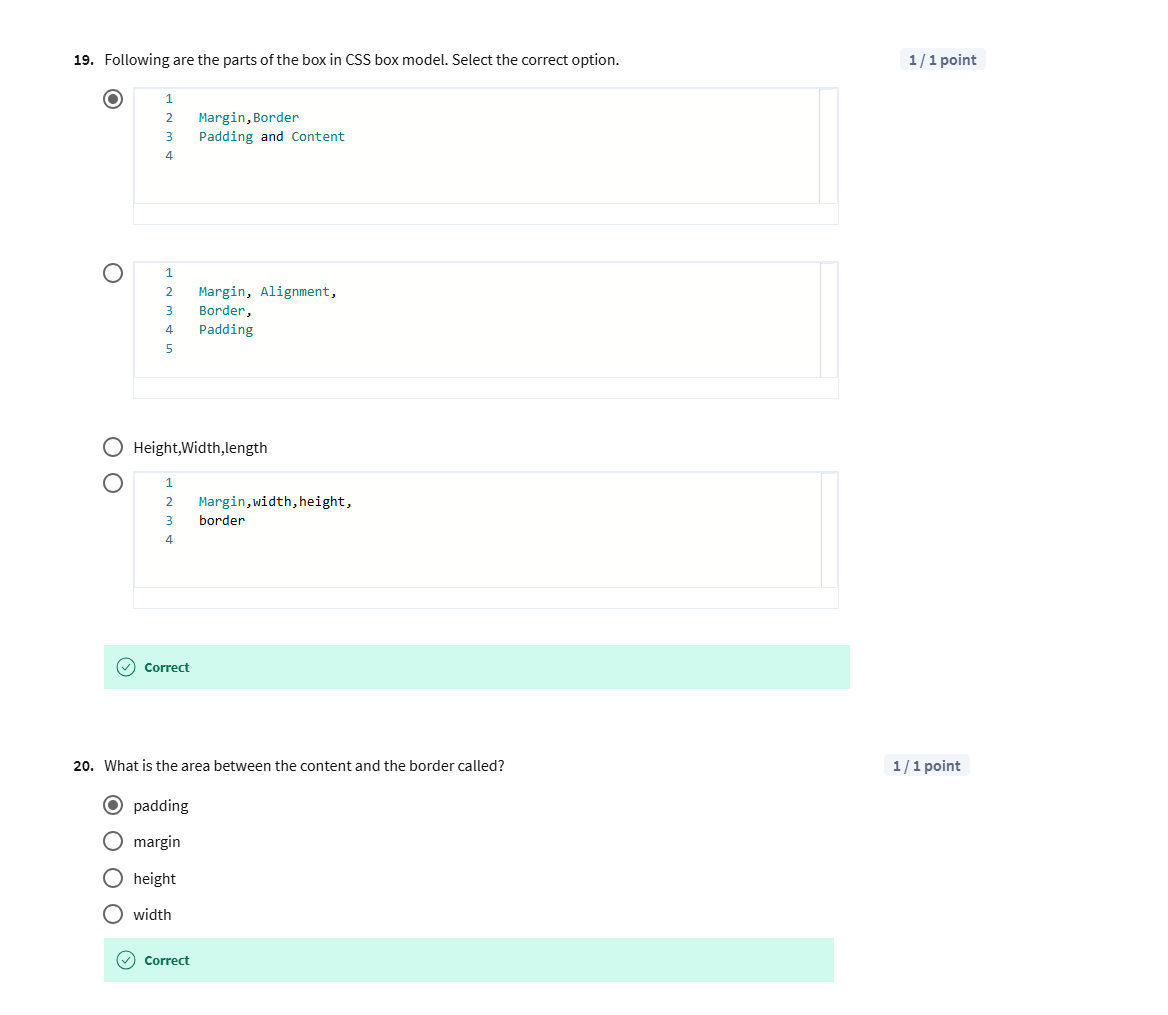 19. Following are the parts of the box in CSS box model. Select the correct option. 1 / 1 point
1
2 Margin,Border
3 Padding and Content
4
1
2 Margin, Alignment,
3 Border,
4 Padding
5
Height,Width,length
1
2 Margin,width,height,
3 border
4
Correct
20. What is the area between the content and the border called? 1 / 1 point
padding
margin
height
width
Correct